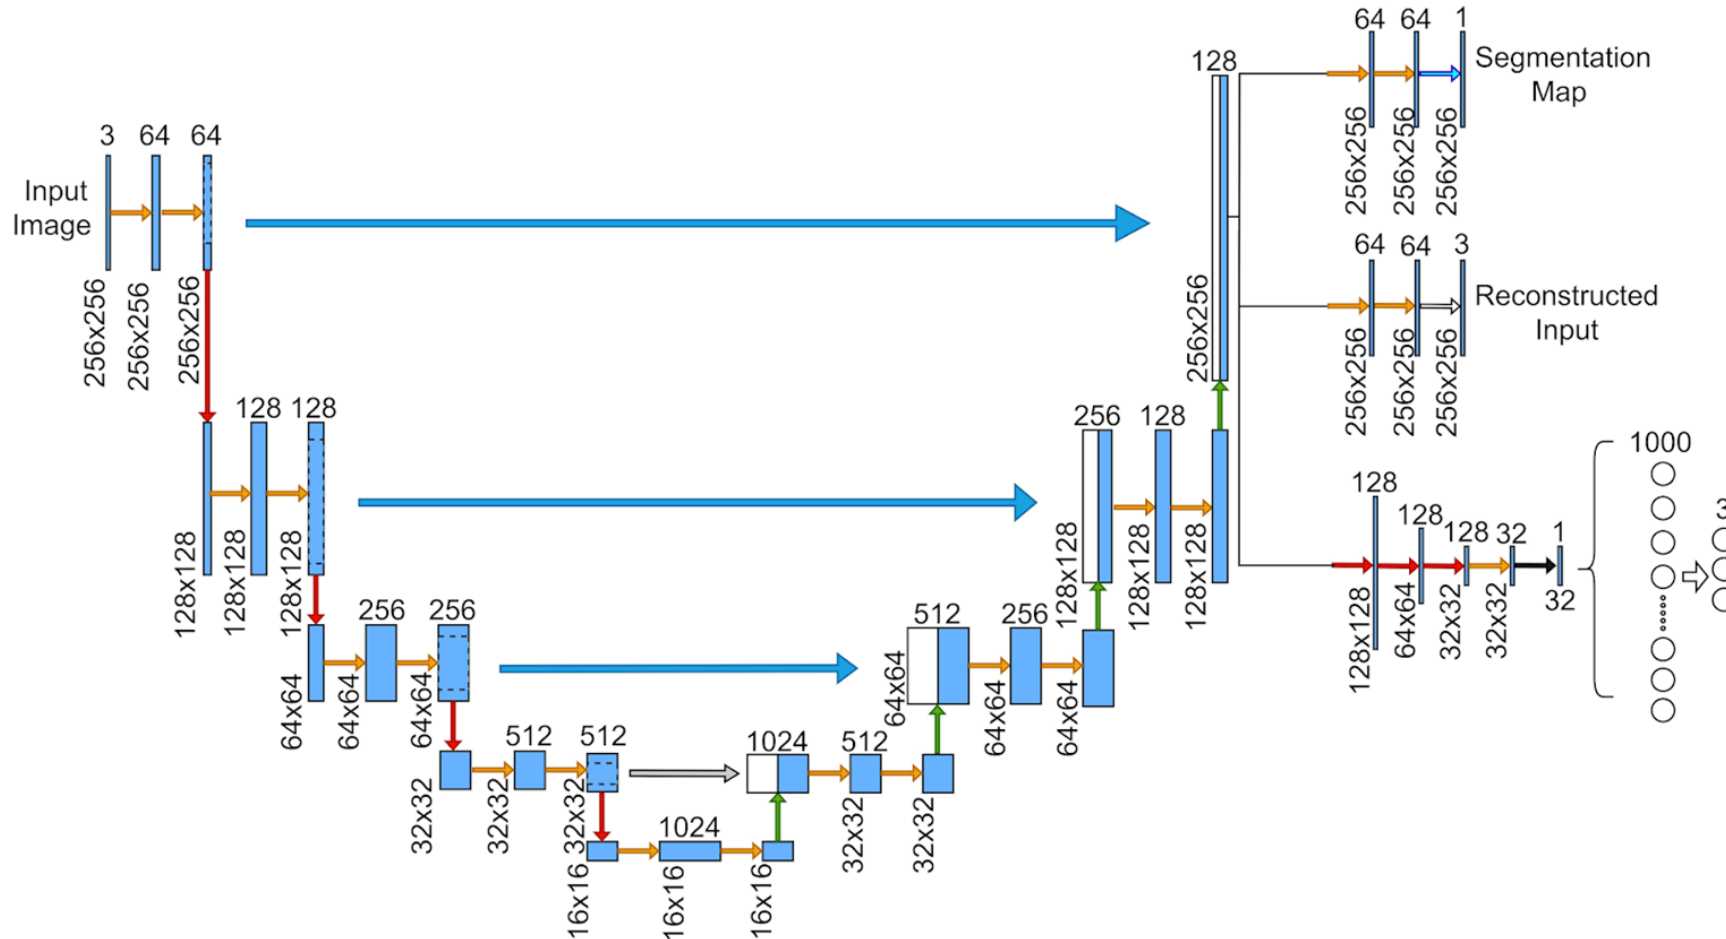 3 64 64
Input
Image
256x256
256x256
256x256
128 128
128x128
128x128
128x128
256 256
64x64
64x64
64x64
512 512
32x32
32x32
32x32
1024
16x16
16x16
16x16
1024 512
32x32
32x32
512 256
64x64
64x64
64x64
256 128
128x128
128x128
128x128
128
256x256
64 64 1
Segmentation
Map
256x256
256x256
256x256
64 64 3
Reconstructed
Input
256x256
256x256
256x256
128 128 128 32 1
128x128
64x64
32x32
32x32
32
1000
3